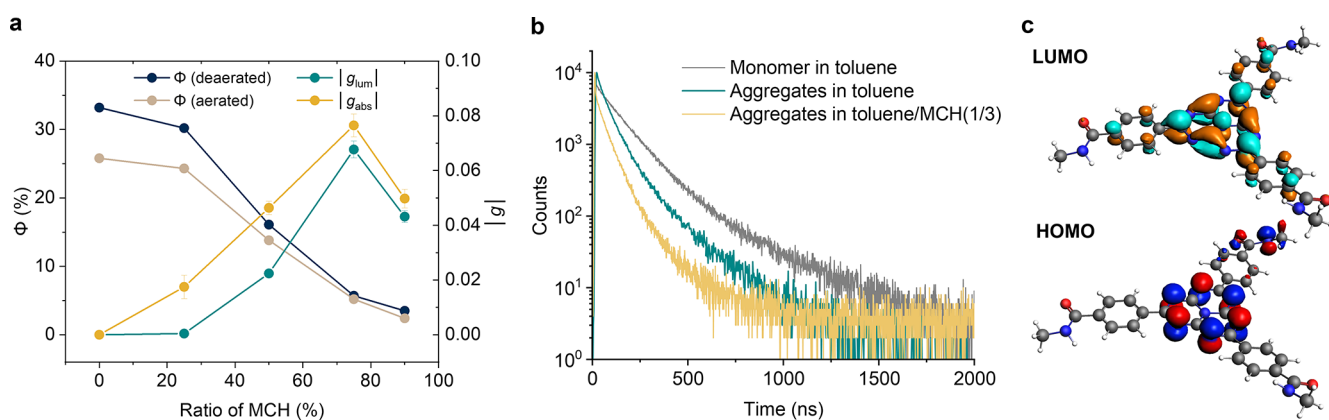 a
40
30
20
10
0
Φ (%)
0 20 40 60 80 100
Ratio of MCH (%)
0.10
0.08
0.06
0.04
0.02
0.00
|g|
Φ (deaerated)
Φ (aerated)
|glum|
|gabs|
b
10⁴
10³
10²
10¹
10⁰
Counts
0 500 1000 1500 2000
Time (ns)
Monomer in toluene
Aggregates in toluene
Aggregates in toluene/MCH(1/3)
c
LUMO
HOMO